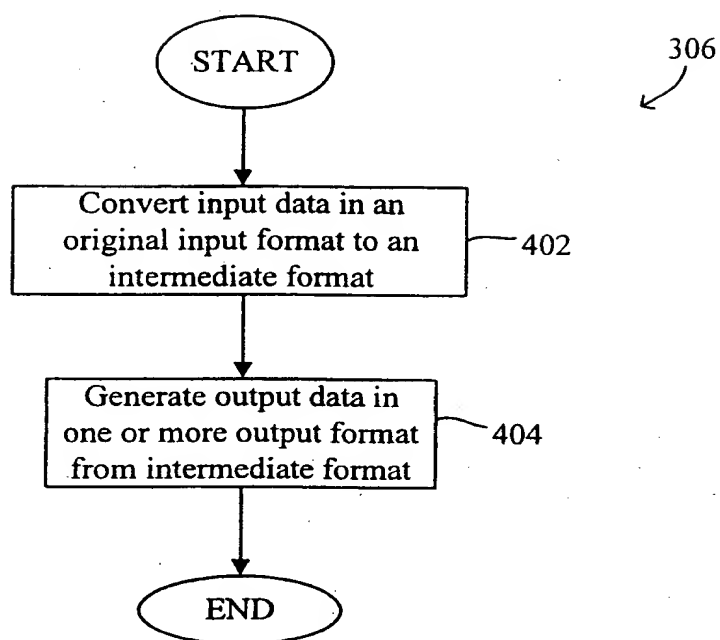 START
306
Convert input data in an
original input format to an
intermediate format
402
Generate output data in
one or more output format
from intermediate format
404
END